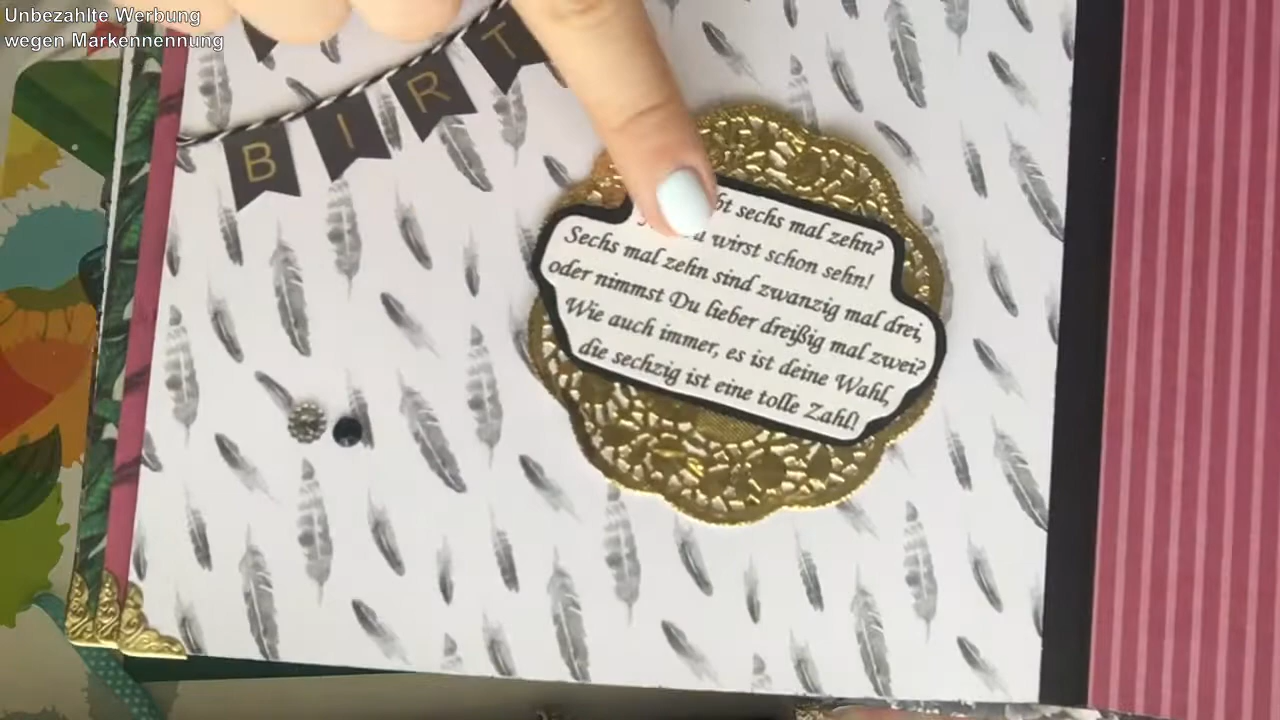 Unbezahlte Werbung
wegen Markennennung
BIRT
sechs mal zehn?
wirst schon sehn!
Sechs mal zehn sind zwanzig mal drei,
oder nimmst Du lieber dreißig mal zwei?
Wie auch immer, es ist deine Wahl,
die sechzig ist eine tolle Zahl!